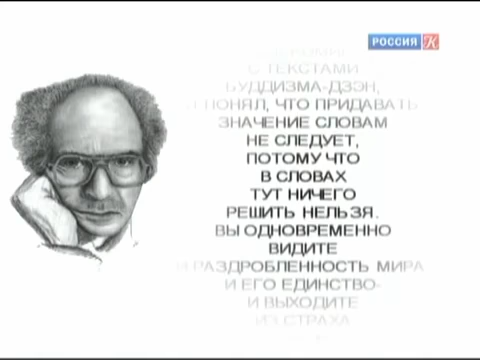 РОССИЯ К
С ТЕКСТАМИ
БУДДИЗМА-ДЗЭН,
Я ПОНЯЛ, ЧТО ПРИДАВАТЬ
ЗНАЧЕНИЕ СЛОВАМ
НЕ СЛЕДУЕТ,
ПОТОМУ ЧТО
В СЛОВАХ
ТУТ НИЧЕГО
РЕШИТЬ НЕЛЬЗЯ.
ВЫ ОДНОВРЕМЕННО
ВИДИТЕ
И РАЗДРОБЛЕННОСТЬ МИРА
И ЕГО ЕДИНСТВО-
И ВЫХОДИТЕ
ИЗ СТРАХА